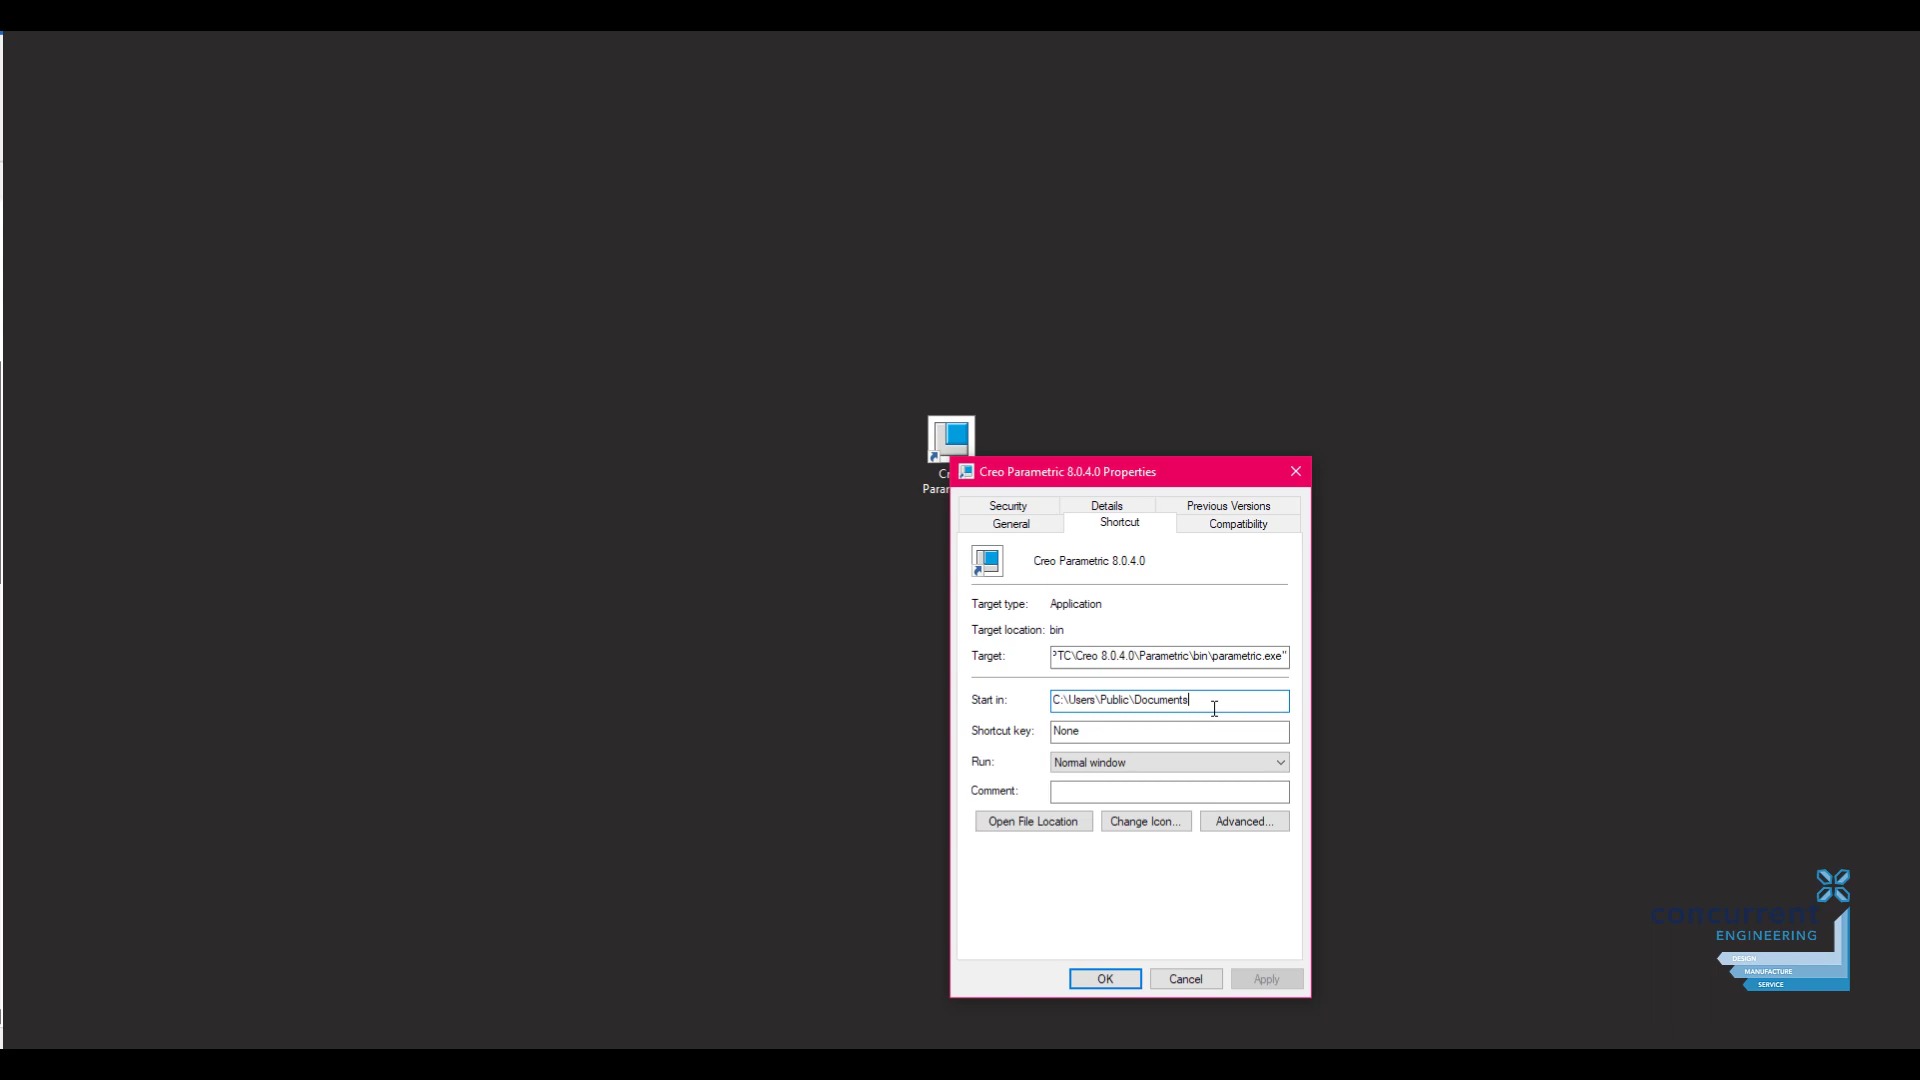 Creo Parametric 8.0.4.0 Properties
Security
Details
Previous Versions
General
Shortcut
Compatibility
Creo Parametric 8.0.4.0
Target type: Application
Target location: bin
Target: TC\Creo 8.0.4.0\Parametric\bin\parametric.exe"
Start in: C:\Users\Public\Documents
Shortcut key: None
Run: Normal window
Comment:
Open File Location
Change Icon...
Advanced...
OK
Cancel
Apply
concurrent
ENGINEERING
DESIGN
MANUFACTURE
SERVICE